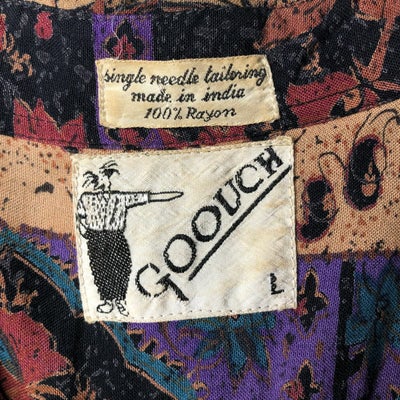 single needle tailoring
made in india
100% Rayon
GOOUCH
L